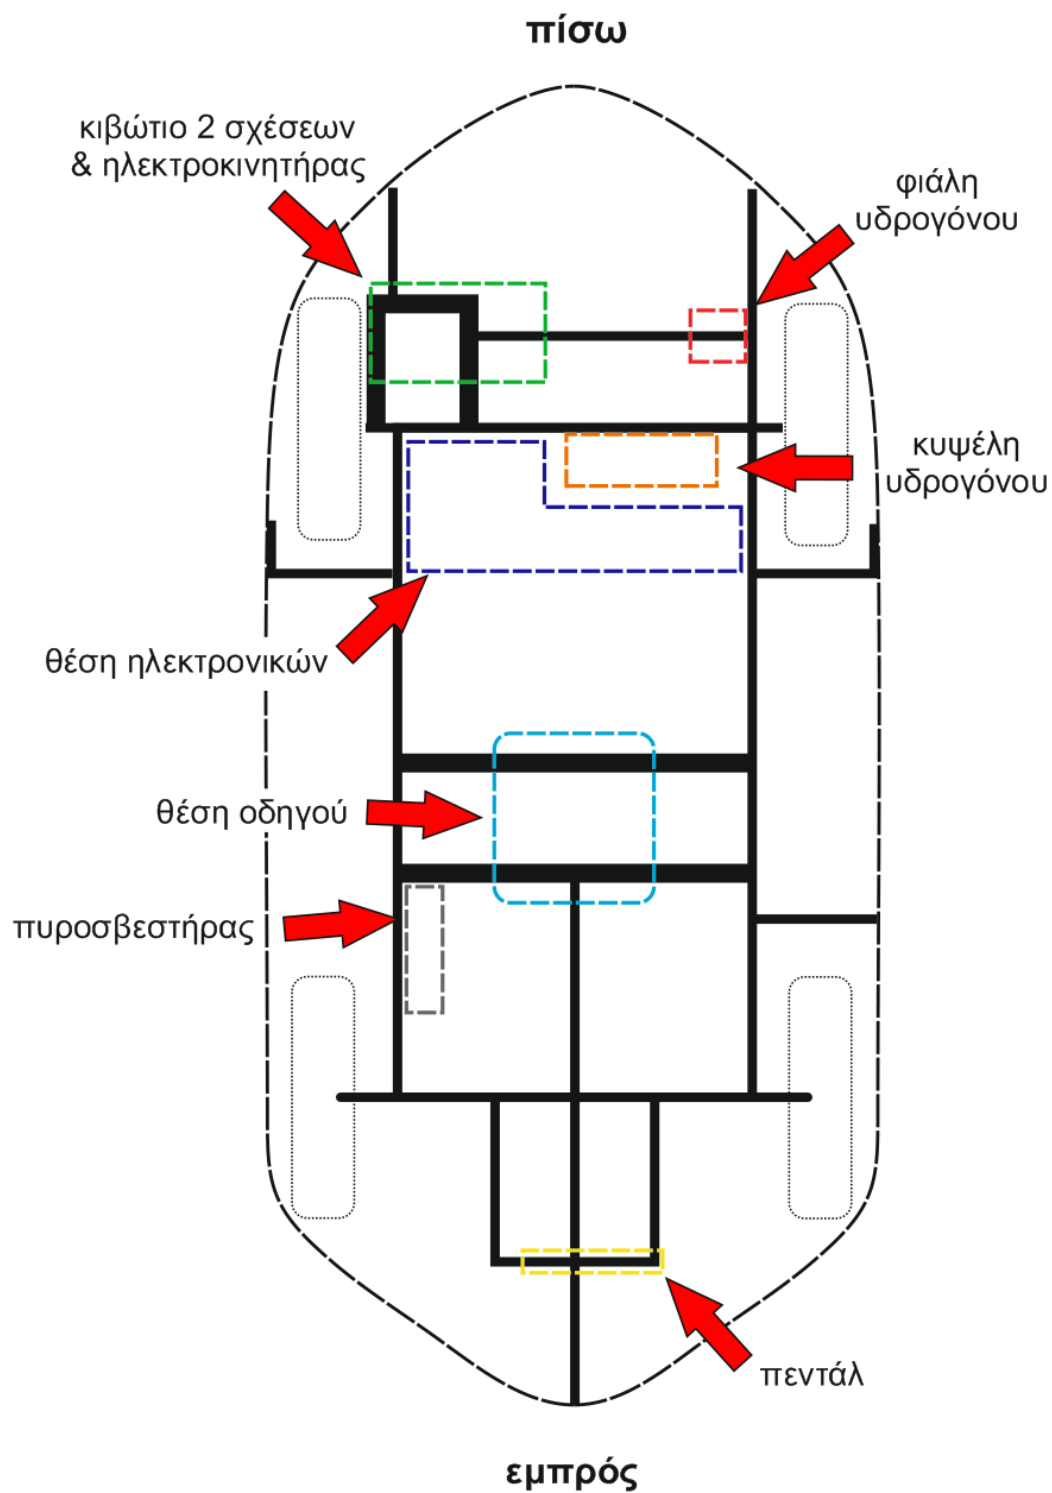 πίσω
κιβώτιο 2 σχέσεων
& ηλεκτροκινητήρας
φιάλη
υδρογόνου
κυψέλη
υδρογόνου
θέση ηλεκτρονικών
θέση οδηγού
πυροσβεστήρας
πεντάλ
εμπρός